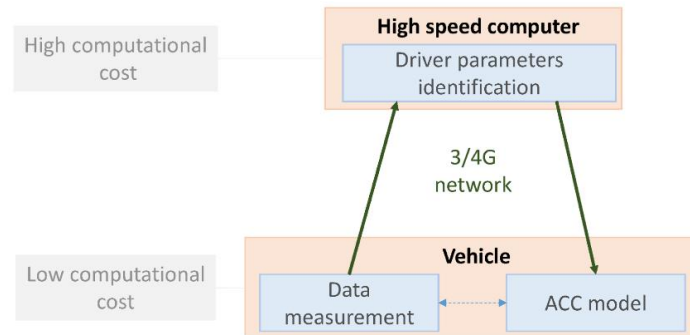 High computational
cost
High speed computer
Driver parameters
identification
3/4G
network
Low computational
cost
Vehicle
Data
measurement
ACC model